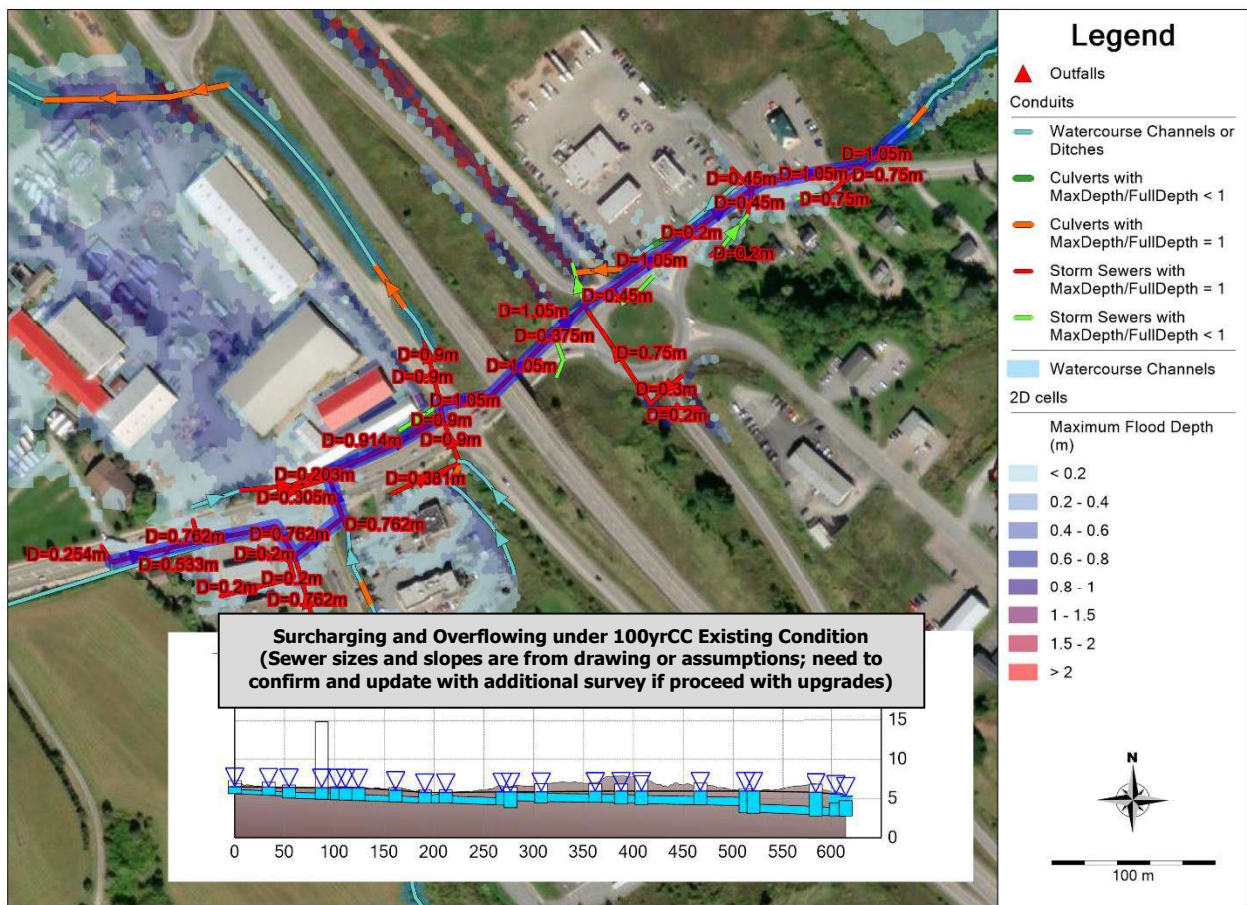 D=1.05m
D=0.45m
D=1.05m
D=0.75m
D=0.45m
D=0.75m
D=0.2m
D=0.2m
D=1.05m
D=0.45m
D=1.05m
D=0.375m
D=0.75m
D=0.9m
D=1.05m
D=0.9m
D=0.3m
D=1.05m
D=0.2m
D=0.9m
D=0.914m
D=0.9m
D=0.203m
D=0.381m
D=0.305m
D=0.762m
D=0.762m
D=0.762m
D=0.254m
D=0.2m
D=0.533m
D=0.2m
D=0.2m
D=0.762m
Surcharging and Overflowing under 100yrCC Existing Condition
(Sewer sizes and slopes are from drawing or assumptions; need to
confirm and update with additional survey if proceed with upgrades)
15
10
5
0
0 50 100 150 200 250 300 350 400 450 500 550 600
Legend
Outfalls
Conduits
Watercourse Channels or
Ditches
Culverts with
MaxDepth/FullDepth < 1
Culverts with
MaxDepth/FullDepth = 1
Storm Sewers with
MaxDepth/FullDepth = 1
Storm Sewers with
MaxDepth/FullDepth < 1
Watercourse Channels
2D cells
Maximum Flood Depth
(m)
< 0.2
0.2 - 0.4
0.4 - 0.6
0.6 - 0.8
0.8 - 1
1 - 1.5
1.5 - 2
> 2
N
100 m